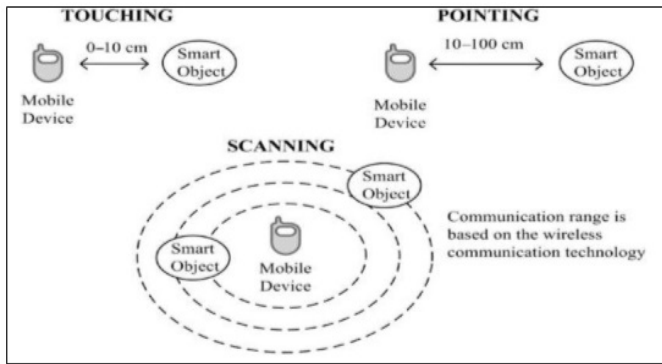 TOUCHING
0–10 cm
Smart
Object
Mobile
Device
POINTING
10–100 cm
Smart
Object
Mobile
Device
SCANNING
Smart
Object
Smart
Object
Mobile
Device
Communication range is
based on the wireless
communication technology